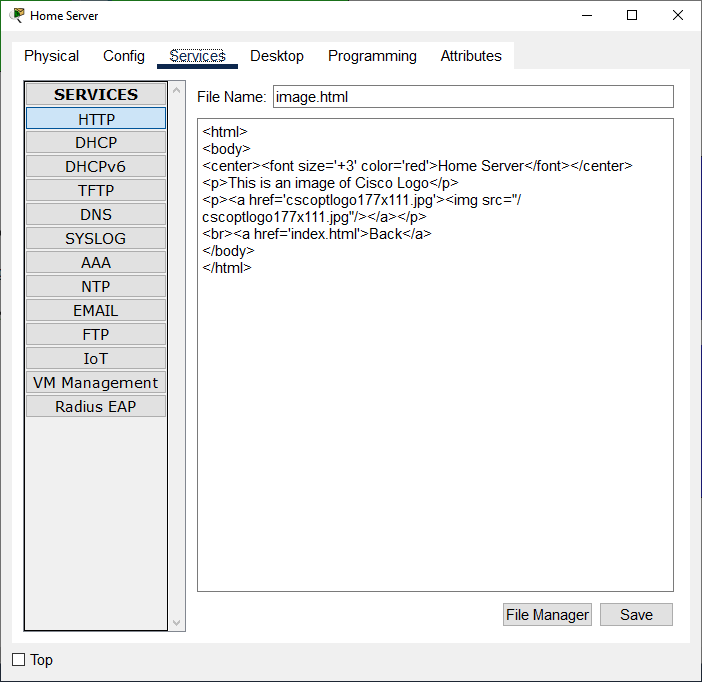 Home Server
Physical Config Services Desktop Programming Attributes
SERVICES
HTTP
DHCP
DHCPv6
TFTP
DNS
SYSLOG
AAA
NTP
EMAIL
FTP
IoT
VM Management
Radius EAP
File Name: image.html
<html>
<body>
<center><font size='+3' color='red'>Home Server</font></center>
<p>This is an image of Cisco Logo</p>
<p><a href='cscoptlogo177x111.jpg'><img src="/
cscoptlogo177x111.jpg"/></a></p>
<br><a href='index.html'>Back</a>
</body>
</html>
File Manager Save
Top